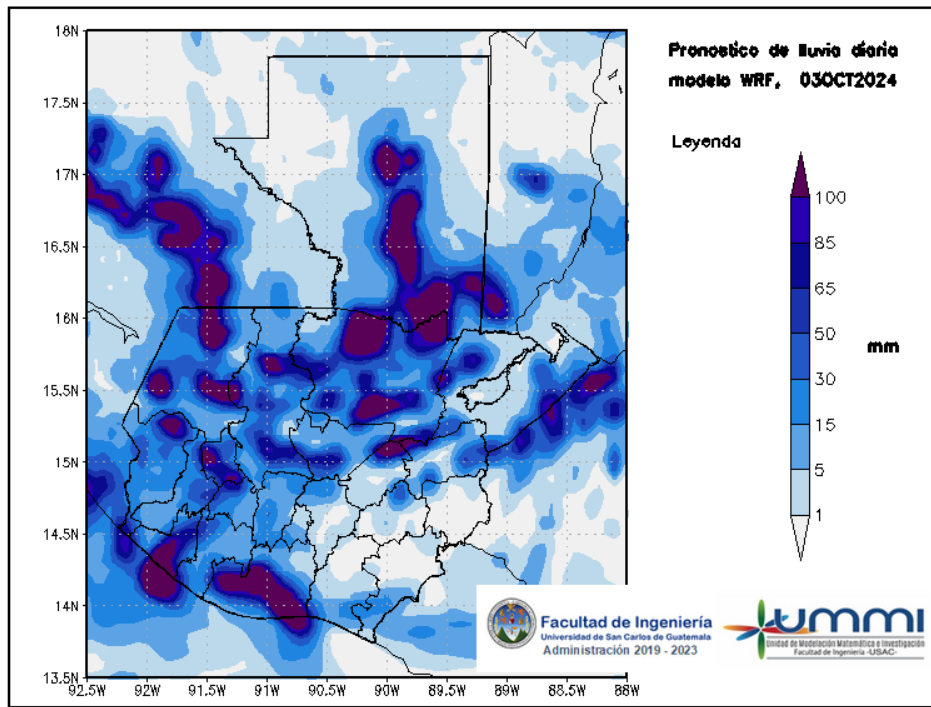 Pronostico de lluvia diaria
modelo WRF, 03OCT2024
Leyenda
100
85
65
50
30
15
5
1
mm
18N
17.5N
17N
16.5N
16N
15.5N
15N
14.5N
14N
13.5N
92.5W
92W
91.5W
91W
90.5W
90W
89.5W
89W
88.5W
88W
Facultad de Ingeniería
Universidad de San Carlos de Guatemala
Administración 2019 - 2023
UMMI
Unidad de Modelación Matemática e Investigación
Facultad de Ingeniería -USAC-